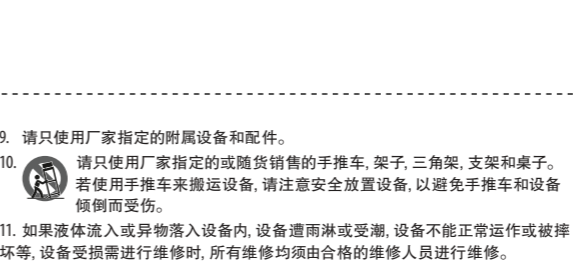 9. 请只使用厂家指定的附属设备和配件。
10. 请只使用厂家指定的或随货销售的手推车, 架子, 三角架, 支架和桌子。
若使用手推车来搬运设备, 请注意安全放置设备, 以避免手推车和设备
倾倒而受伤。
11. 如果液体流入或异物落入设备内, 设备遭雨淋或受潮, 设备不能正常运作或被摔
坏等, 设备受损需进行维修时, 所有维修均须由合格的维修人员进行维修。